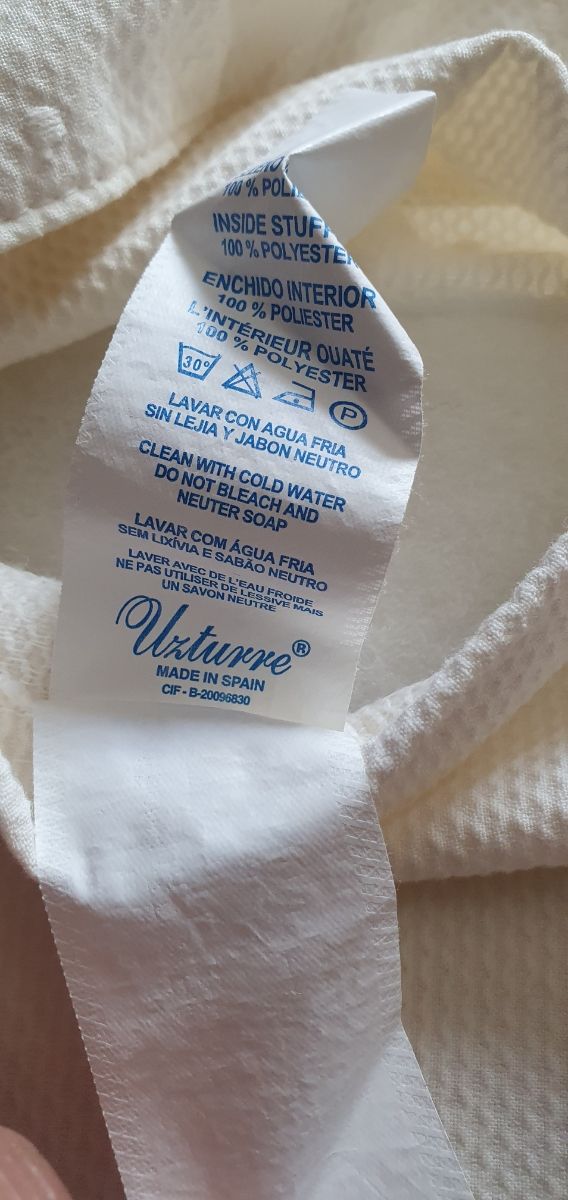 100 %
INSIDE
100 % POLYESTER
ENCHIDO INTERIOR
100 % POLIESTER
L'INTÉRIEUR OUATÉ
100 % POLYESTER
30°
P
LAVAR CON AGUA FRIA
SIN LEJIA Y JABON NEUTRO
CLEAN WITH COLD WATER
DO NOT BLEACH AND
NEUTER SOAP
LAVAR COM ÁGUA FRIA
SEM LIXÍVIA E SABÃO NEUTRO
LAVER AVEC DE L'EAU FROIDE
NE PAS UTILISER DE LESSIVE MAIS
UN SAVON NEUTRE
Uzturre®
MADE IN SPAIN
CIF - B-20096830